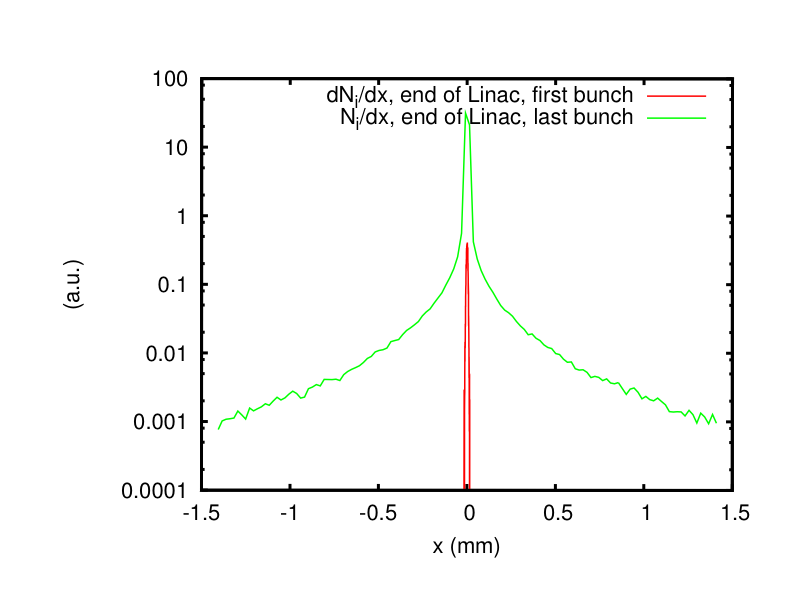 100
dNi/dx, end of Linac, first bunch
Ni/dx, end of Linac, last bunch
10
1
0.1
(a.u.)
0.01
0.001
0.0001
-1.5 -1 -0.5 0 0.5 1 1.5
x (mm)